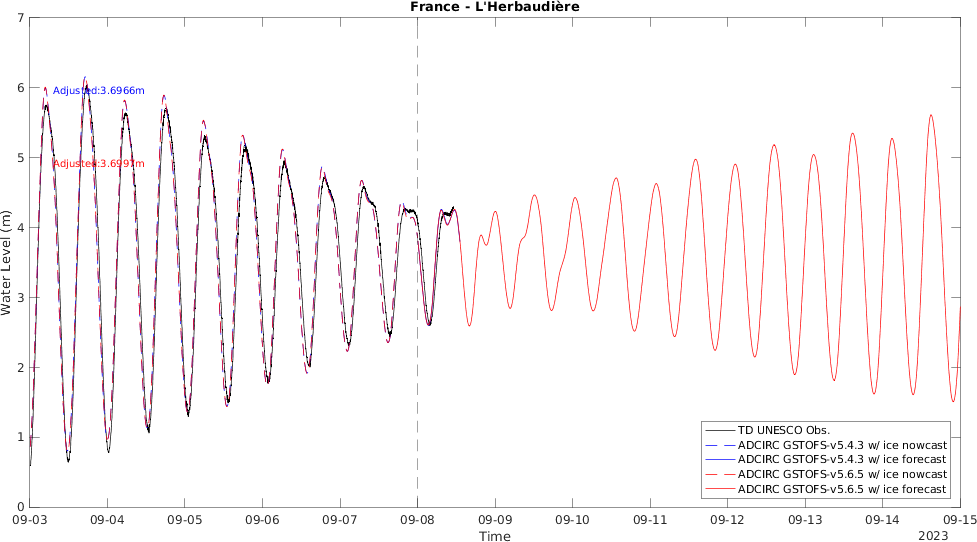 France - L'Herbaudière
7
6
5
4
3
2
1
0
Water Level (m)
Adjusted:3.6966m
Adjusted:3.6997m
TD UNESCO Obs.
ADCIRC GSTOFS-v5.4.3 w/ ice nowcast
ADCIRC GSTOFS-v5.4.3 w/ ice forecast
ADCIRC GSTOFS-v5.6.5 w/ ice nowcast
ADCIRC GSTOFS-v5.6.5 w/ ice forecast
09-03 09-04 09-05 09-06 09-07 09-08 09-09 09-10 09-11 09-12 09-13 09-14 09-15
Time
2023